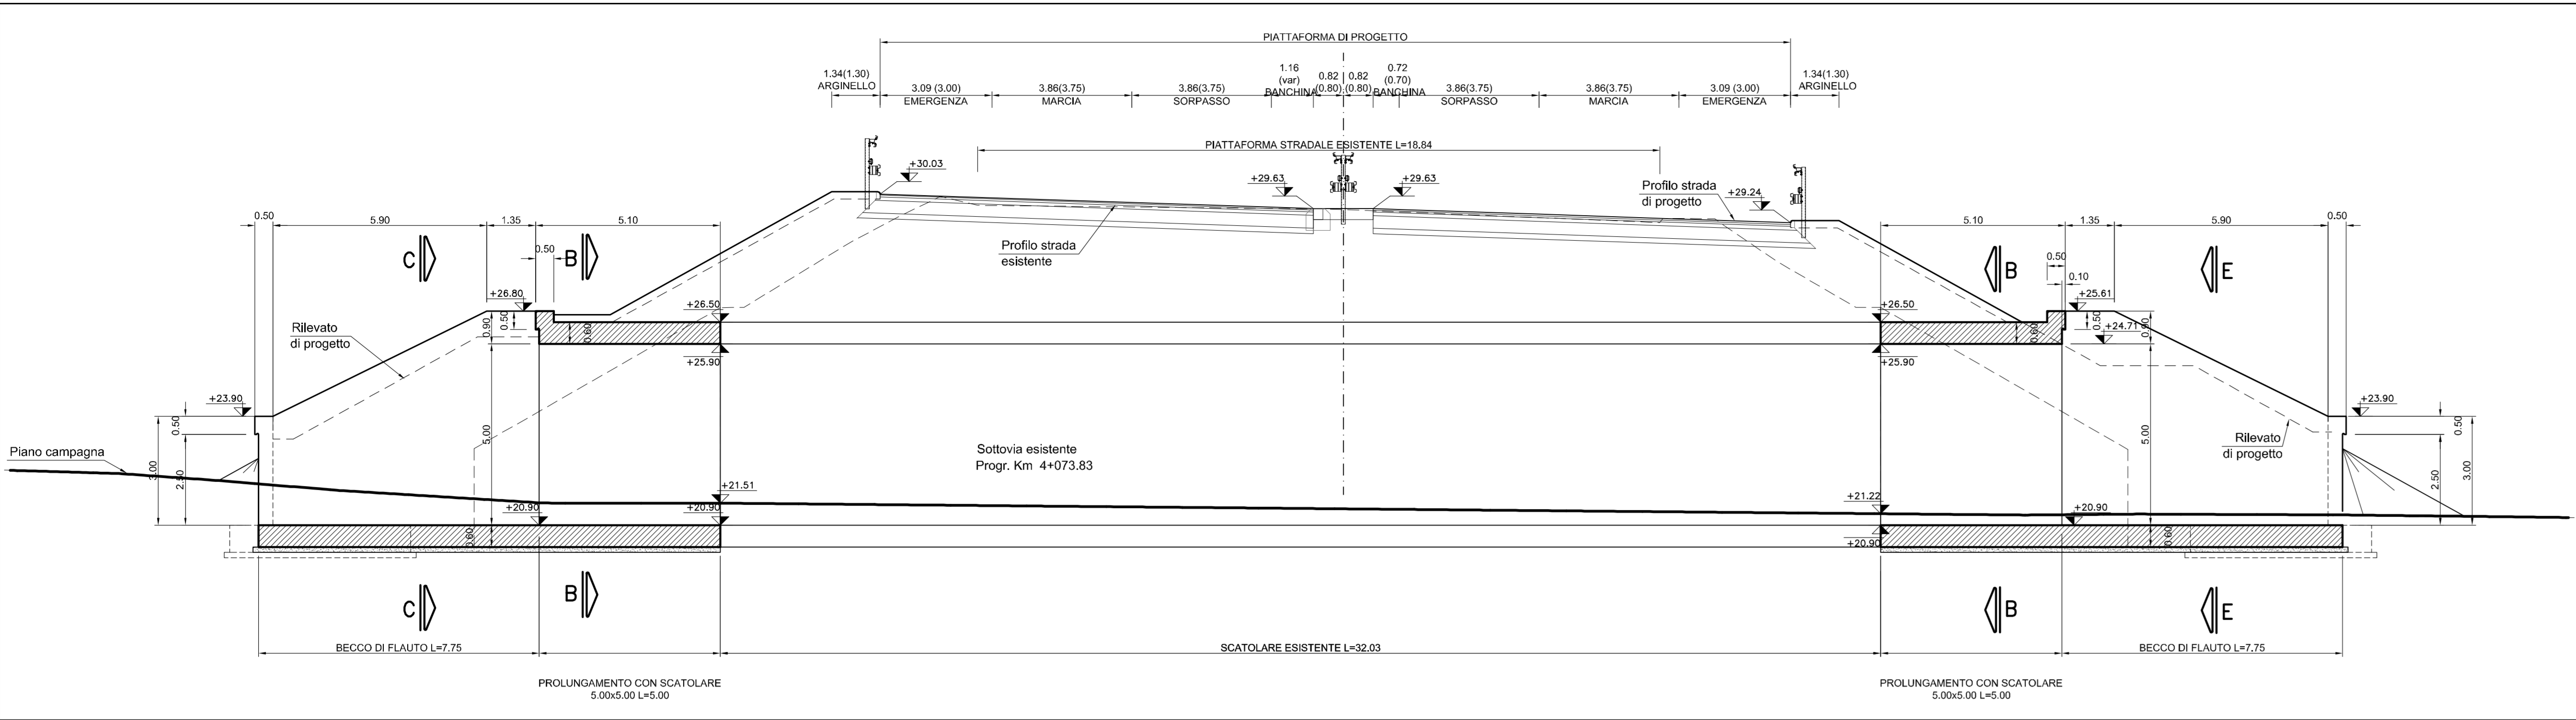 PIATTAFORMA DI PROGETTO
1.34(1.30)
ARGINELLO
3.09 (3.00)
EMERGENZA
3.86(3.75)
MARCIA
3.86(3.75)
SORPASSO
1.16
(var)
BANCHINA
0.82
(0.80)
0.82
(0.80)
0.72
(0.70)
BANCHINA
3.86(3.75)
SORPASSO
3.86(3.75)
MARCIA
3.09 (3.00)
EMERGENZA
1.34(1.30)
ARGINELLO
PIATTAFORMA STRADALE ESISTENTE L=18.84
+30.03
+29.63
+29.63
+29.24
Profilo strada
di progetto
Profilo strada
esistente
0.50
5.90
1.35
5.10
5.10
1.35
5.90
0.50
C
0.50
B
B
0.50
0.10
E
+26.80
0.90
0.50
0.60
+26.50
+25.90
+26.50
+25.90
0.60
+25.61
0.50
+24.71
0.90
Rilevato
di progetto
+23.90
0.50
3.00
2.50
5.00
Piano campagna
Sottovia esistente
Progr. Km 4+073.83
5.00
+23.90
0.50
2.50
3.00
Rilevato
di progetto
+21.51
+20.90
+20.90
0.60
+21.22
+20.90
+20.90
0.60
C
B
B
E
BECCO DI FLAUTO L=7.75
SCATOLARE ESISTENTE L=32.03
BECCO DI FLAUTO L=7.75
PROLUNGAMENTO CON SCATOLARE
5.00x5.00 L=5.00
PROLUNGAMENTO CON SCATOLARE
5.00x5.00 L=5.00